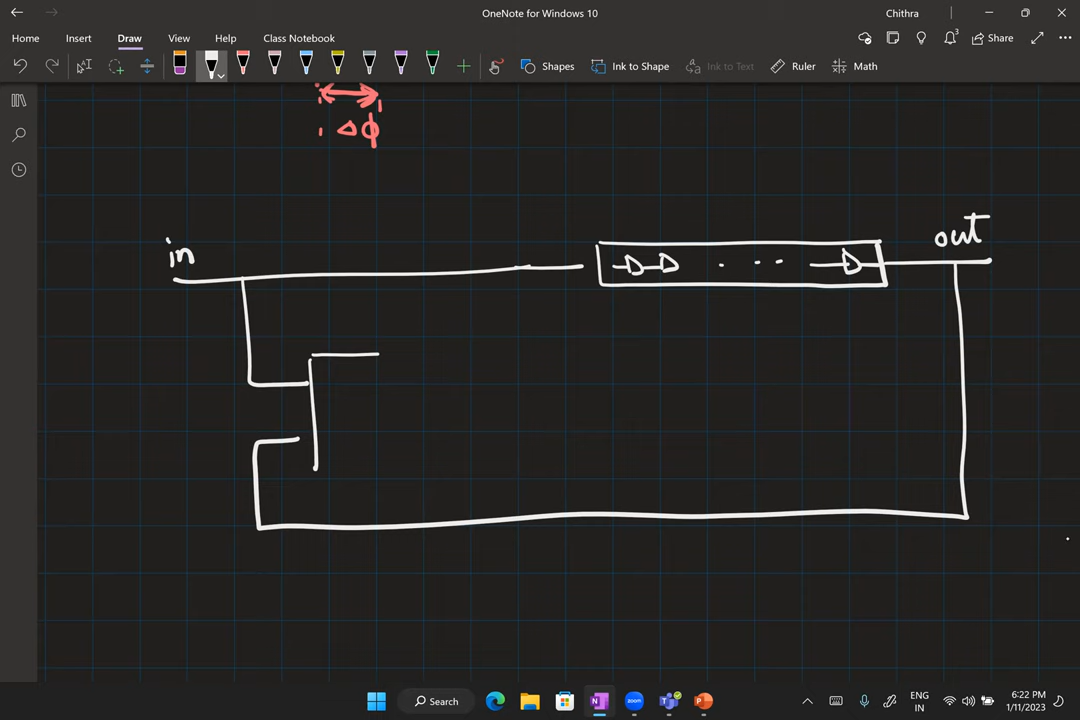 OneNote for Windows 10
Chithra
Home Insert Draw View Help Class Notebook
Share
Shapes Ink to Shape Ink to Text Ruler Math
Δϕ
in
out
Search
ENG
IN
6:22 PM
1/11/2023